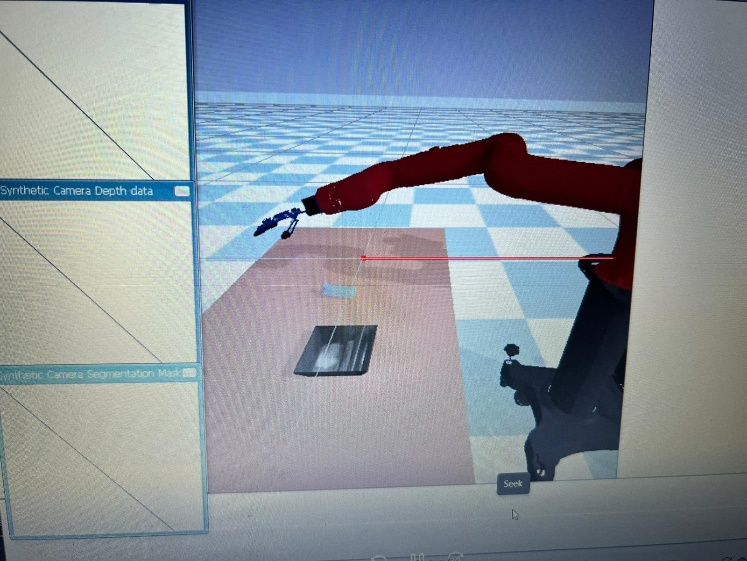 Synthetic Camera Depth data
Synthetic Camera Segmentation Mask
Seek